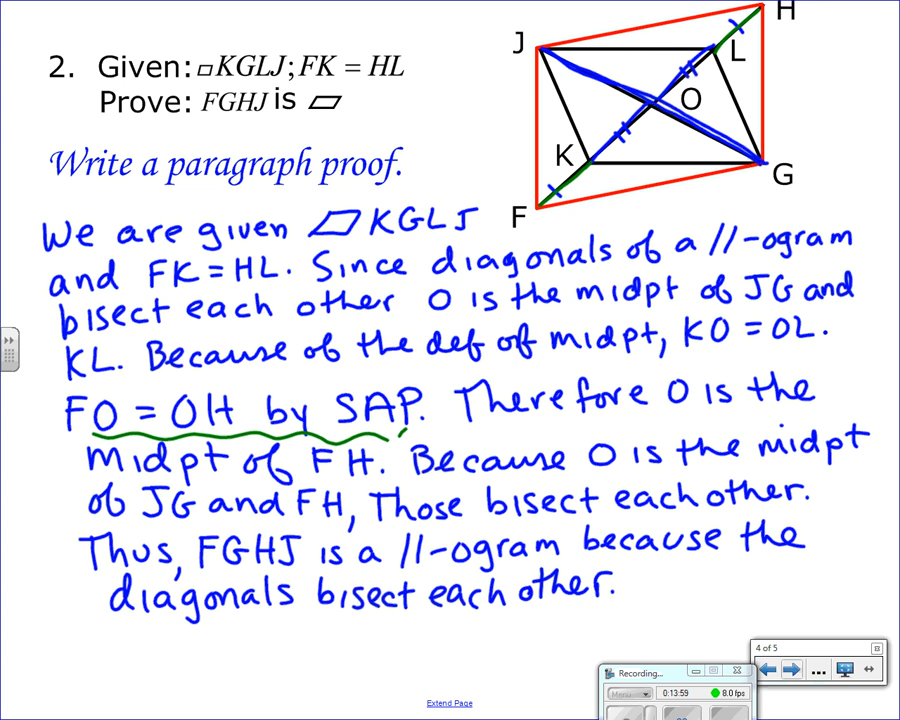 2. Given: ▱KGLJ; FK = HL
Prove: FGHJ is ▱
Write a paragraph proof.
H
J
L
O
K
G
F
We are given ▱ KGLJ
and FK = HL. Since diagonals of a //-ogram
bisect each other O is the midpt of JG and
KL. Because of the def of midpt, KO = OL.
FO = OH by SAP. Therefore O is the
midpt of FH. Because O is the midpt
of JG and FH, Those bisect each other.
Thus, FGHJ is a //-ogram because the
diagonals bisect each other.
4 of 5
...
Recording...
Menu
0:13:59
8.0 fps
Extend Page